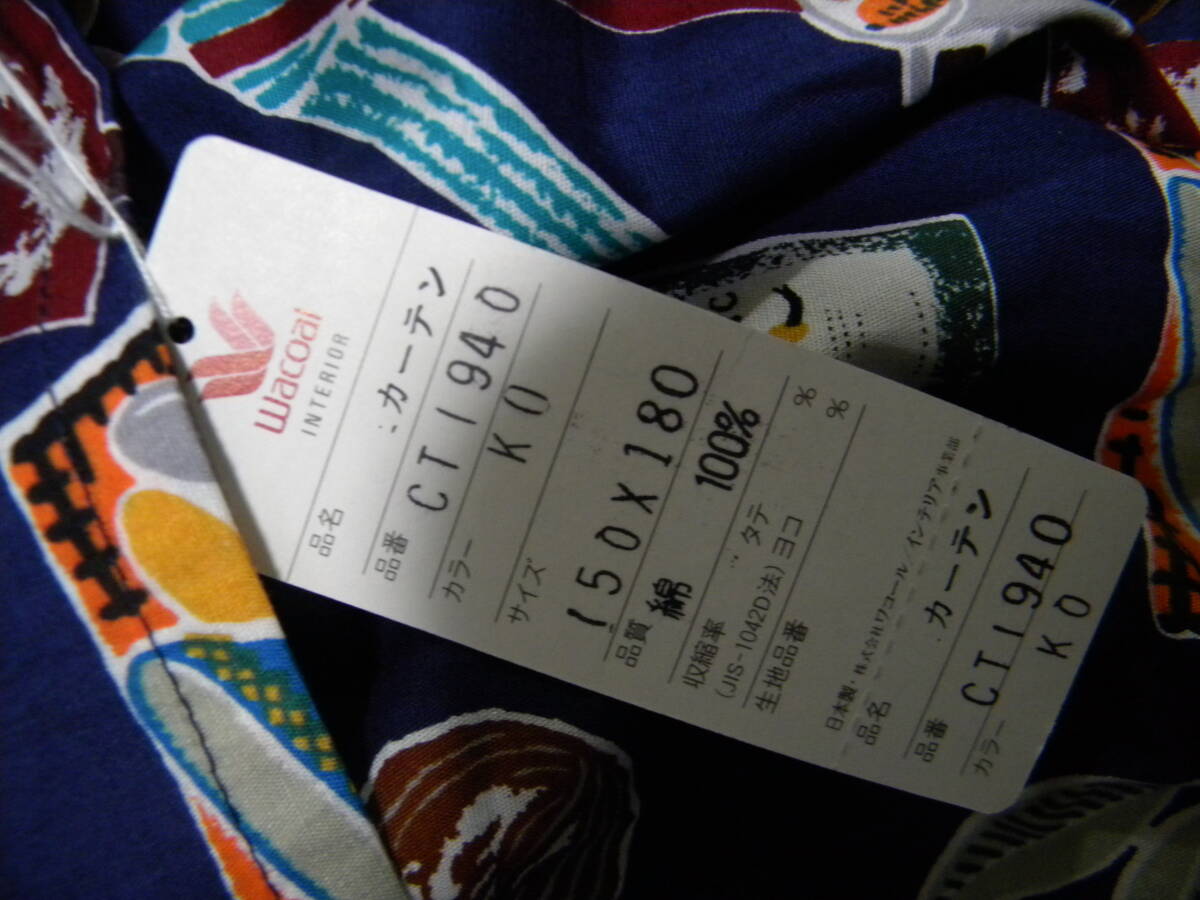 wacoal
INTERIOR
品名 :カーテン
品番 CT1940
カラー KO
サイズ 150X180
品質 綿 100%
収縮率 タテ %
(JIS-1042D法) ヨコ %
生地品番
日本製・株式会社ワコール/インテリア事業部
品名 カーテン
品番 CT1940
カラー KO